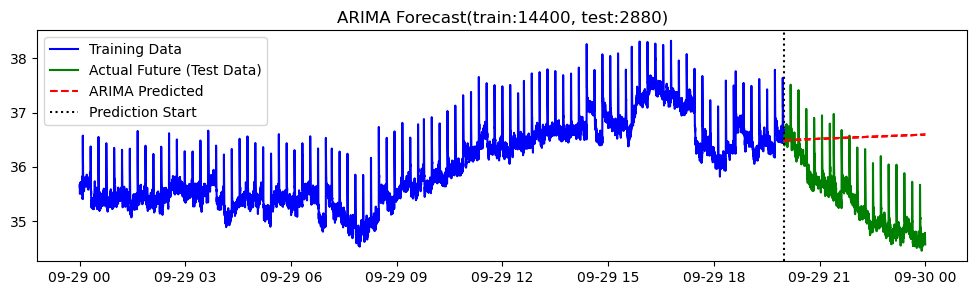 ARIMA Forecast(train:14400, test:2880)
Training Data
Actual Future (Test Data)
ARIMA Predicted
Prediction Start
38
37
36
35
09-29 00 09-29 03 09-29 06 09-29 09 09-29 12 09-29 15 09-29 18 09-29 21 09-30 00